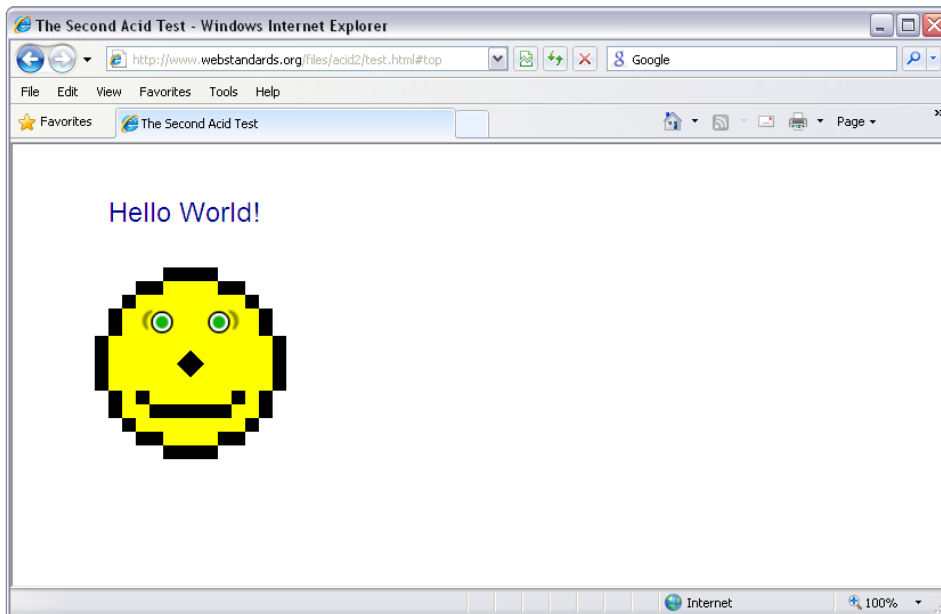 The Second Acid Test - Windows Internet Explorer
http://www.webstandards.org/files/acid2/test.html#top
Google
File Edit View Favorites Tools Help
Favorites
The Second Acid Test
Page
Hello World!
Internet
100%